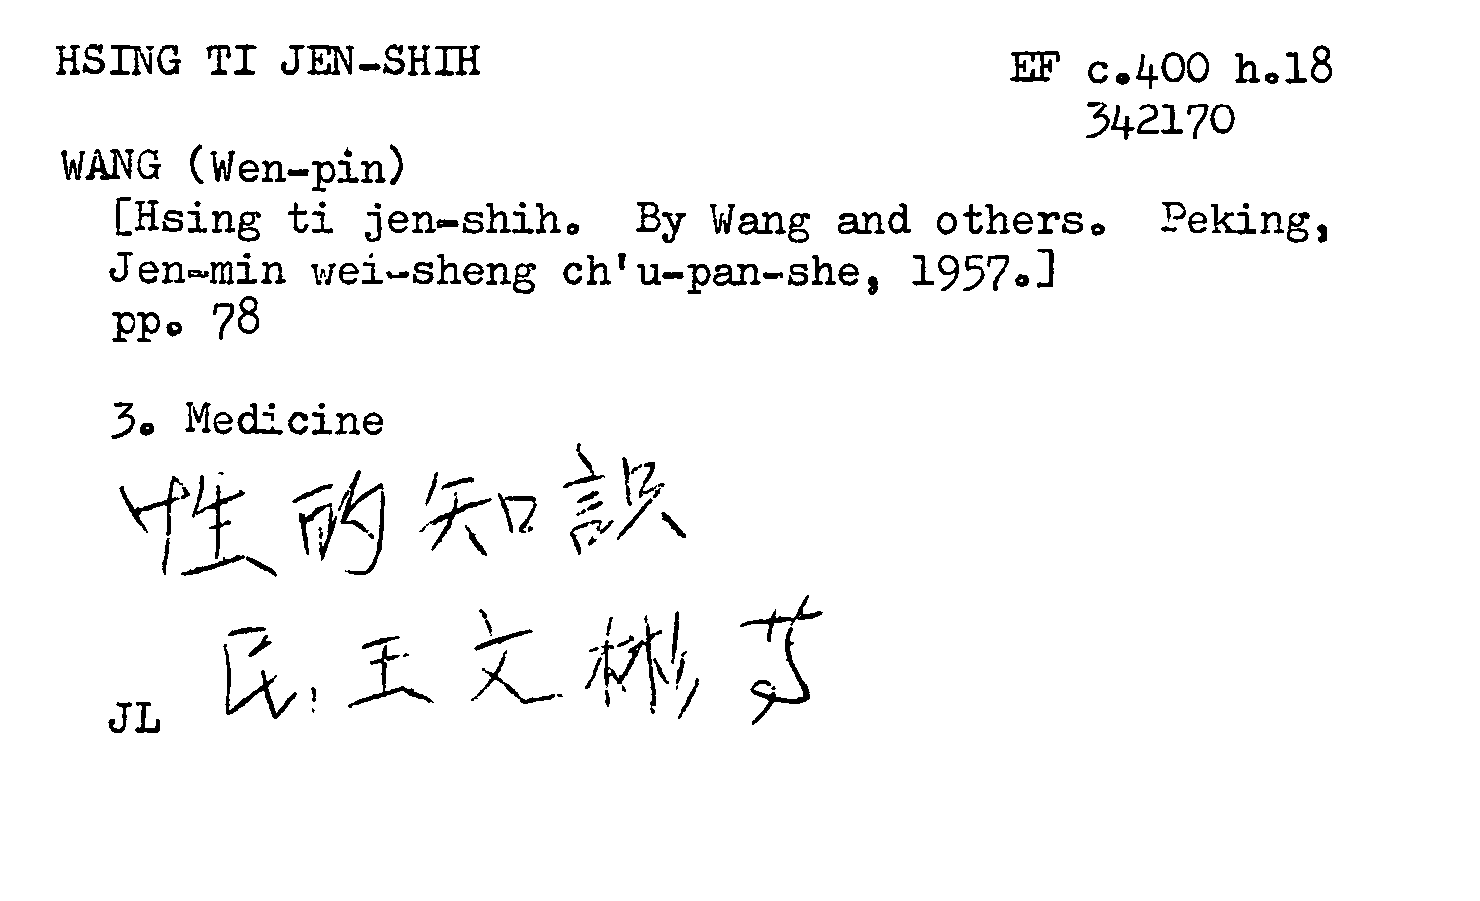 HSING TI JEN-SHIH
EF c.400 h.18
342170
WANG (Wen-pin)
[Hsing ti jen-shih. By Wang and others. Peking,
Jen-min wei-sheng ch'u-pan-she, 1957.]
pp. 78
3. Medicine
性的知識
民: 王文彬等
JL